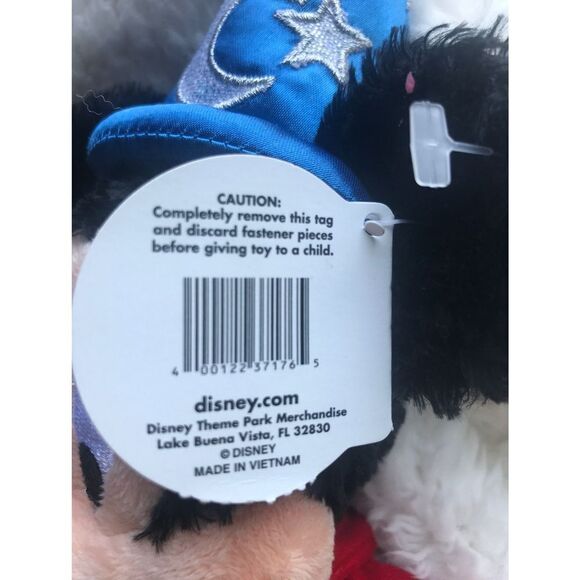 CAUTION:
Completely remove this tag
and discard fastener pieces
before giving toy to a child.
4 00122 37176 5
disney.com
Disney Theme Park Merchandise
Lake Buena Vista, FL 32830
© DISNEY
MADE IN VIETNAM